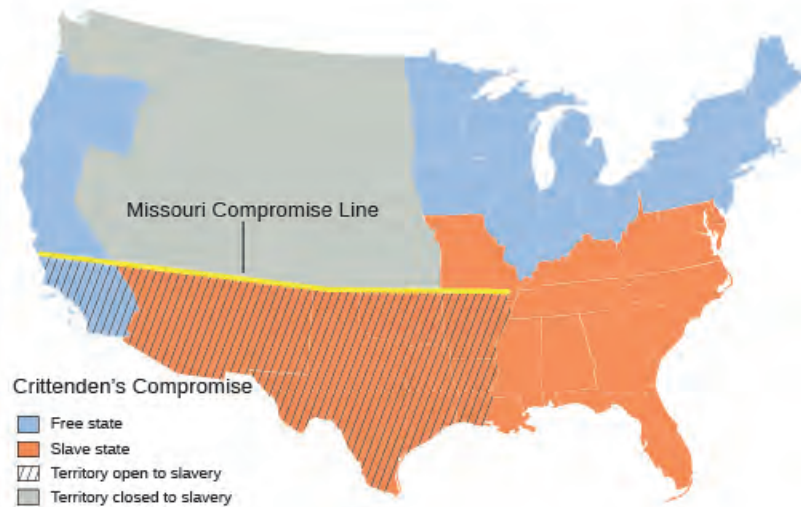 Missouri Compromise Line
Crittenden's Compromise
Free state
Slave state
Territory open to slavery
Territory closed to slavery